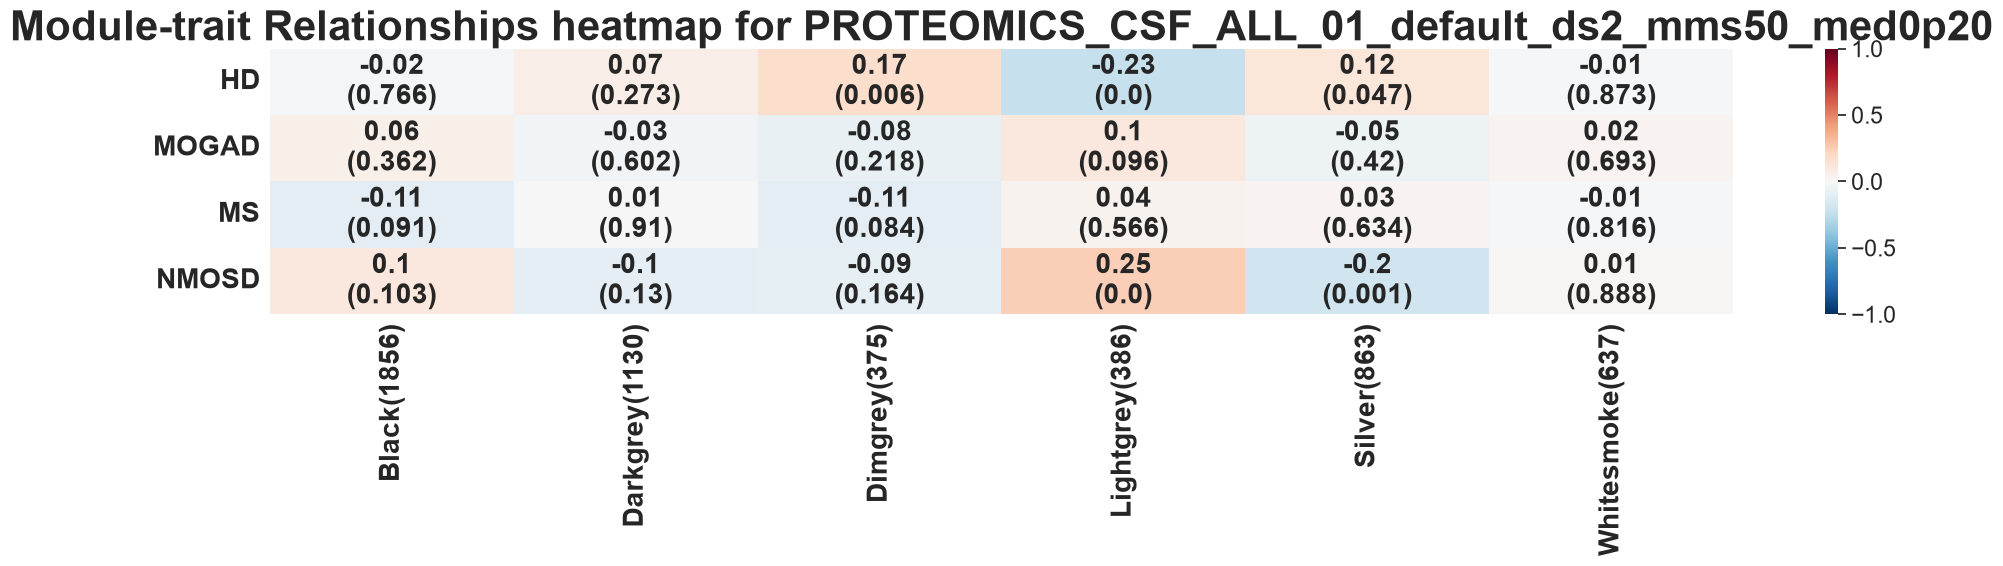 Module-trait Relationships heatmap for PROTEOMICS_CSF_ALL_01_default_ds2_mms50_med0p20
HD
-0.02 0.07 0.17 -0.23 0.12 -0.01
(0.766) (0.273) (0.006) (0.0) (0.047) (0.873)
MOGAD
0.06 -0.03 -0.08 0.1 -0.05 0.02
(0.362) (0.602) (0.218) (0.096) (0.42) (0.693)
MS
-0.11 0.01 -0.11 0.04 0.03 -0.01
(0.091) (0.91) (0.084) (0.566) (0.634) (0.816)
NMOSD
0.1 -0.1 -0.09 0.25 -0.2 0.01
(0.103) (0.13) (0.164) (0.0) (0.001) (0.888)
Black(1856)
Darkgrey(1130)
Dimgrey(375)
Lightgrey(386)
Silver(863)
Whitesmoke(637)
1.0
0.5
0.0
−0.5
−1.0